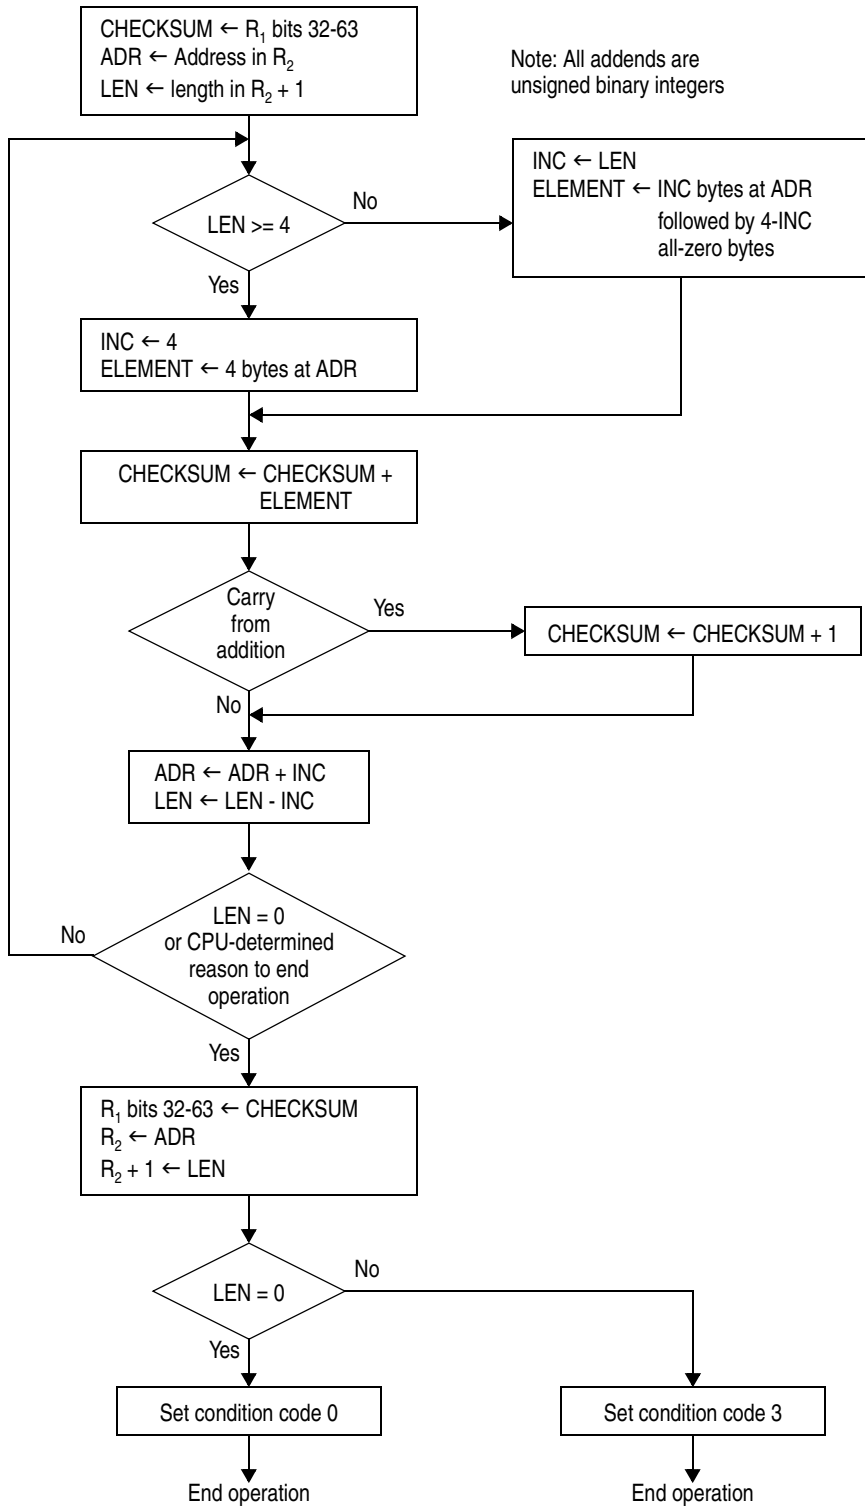 CHECKSUM ← R₁ bits 32-63
ADR ← Address in R₂
LEN ← length in R₂ + 1
Note: All addends are
unsigned binary integers
LEN >= 4
No
INC ← LEN
ELEMENT ← INC bytes at ADR
followed by 4-INC
all-zero bytes
Yes
INC ← 4
ELEMENT ← 4 bytes at ADR
CHECKSUM ← CHECKSUM +
ELEMENT
Carry
from
addition
Yes
CHECKSUM ← CHECKSUM + 1
No
ADR ← ADR + INC
LEN ← LEN - INC
LEN = 0
or CPU-determined
reason to end
operation
No
Yes
R₁ bits 32-63 ← CHECKSUM
R₂ ← ADR
R₂ + 1 ← LEN
LEN = 0
No
Yes
Set condition code 0
Set condition code 3
End operation
End operation